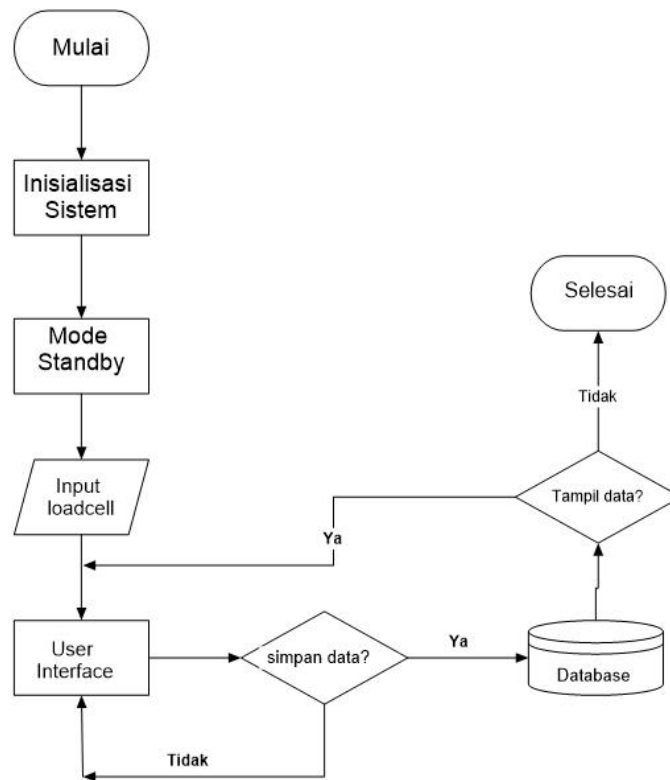 Mulai
Inisialisasi
Sistem
Mode
Standby
Input
loadcell
User
Interface
simpan data?
Ya
Tidak
Database
Tampil data?
Ya
Tidak
Selesai